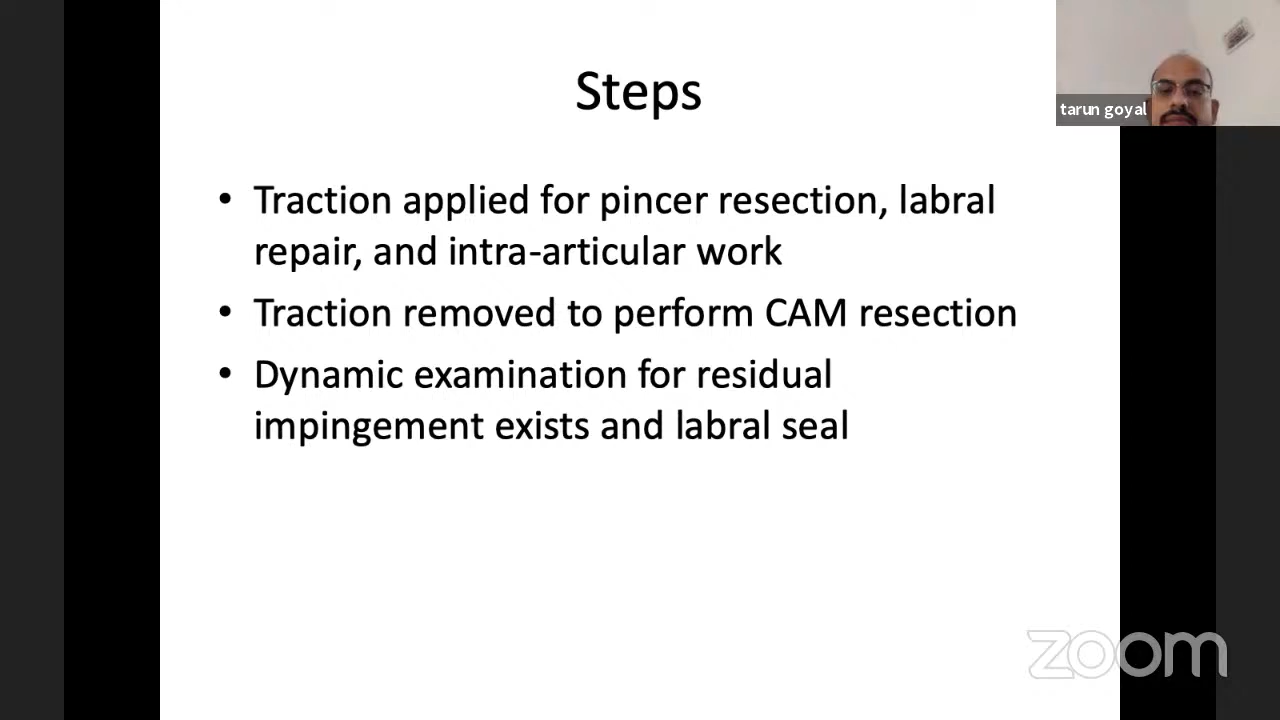 Steps
tarun goyal
• Traction applied for pincer resection, labral
repair, and intra-articular work
• Traction removed to perform CAM resection
• Dynamic examination for residual
impingement exists and labral seal
zoom